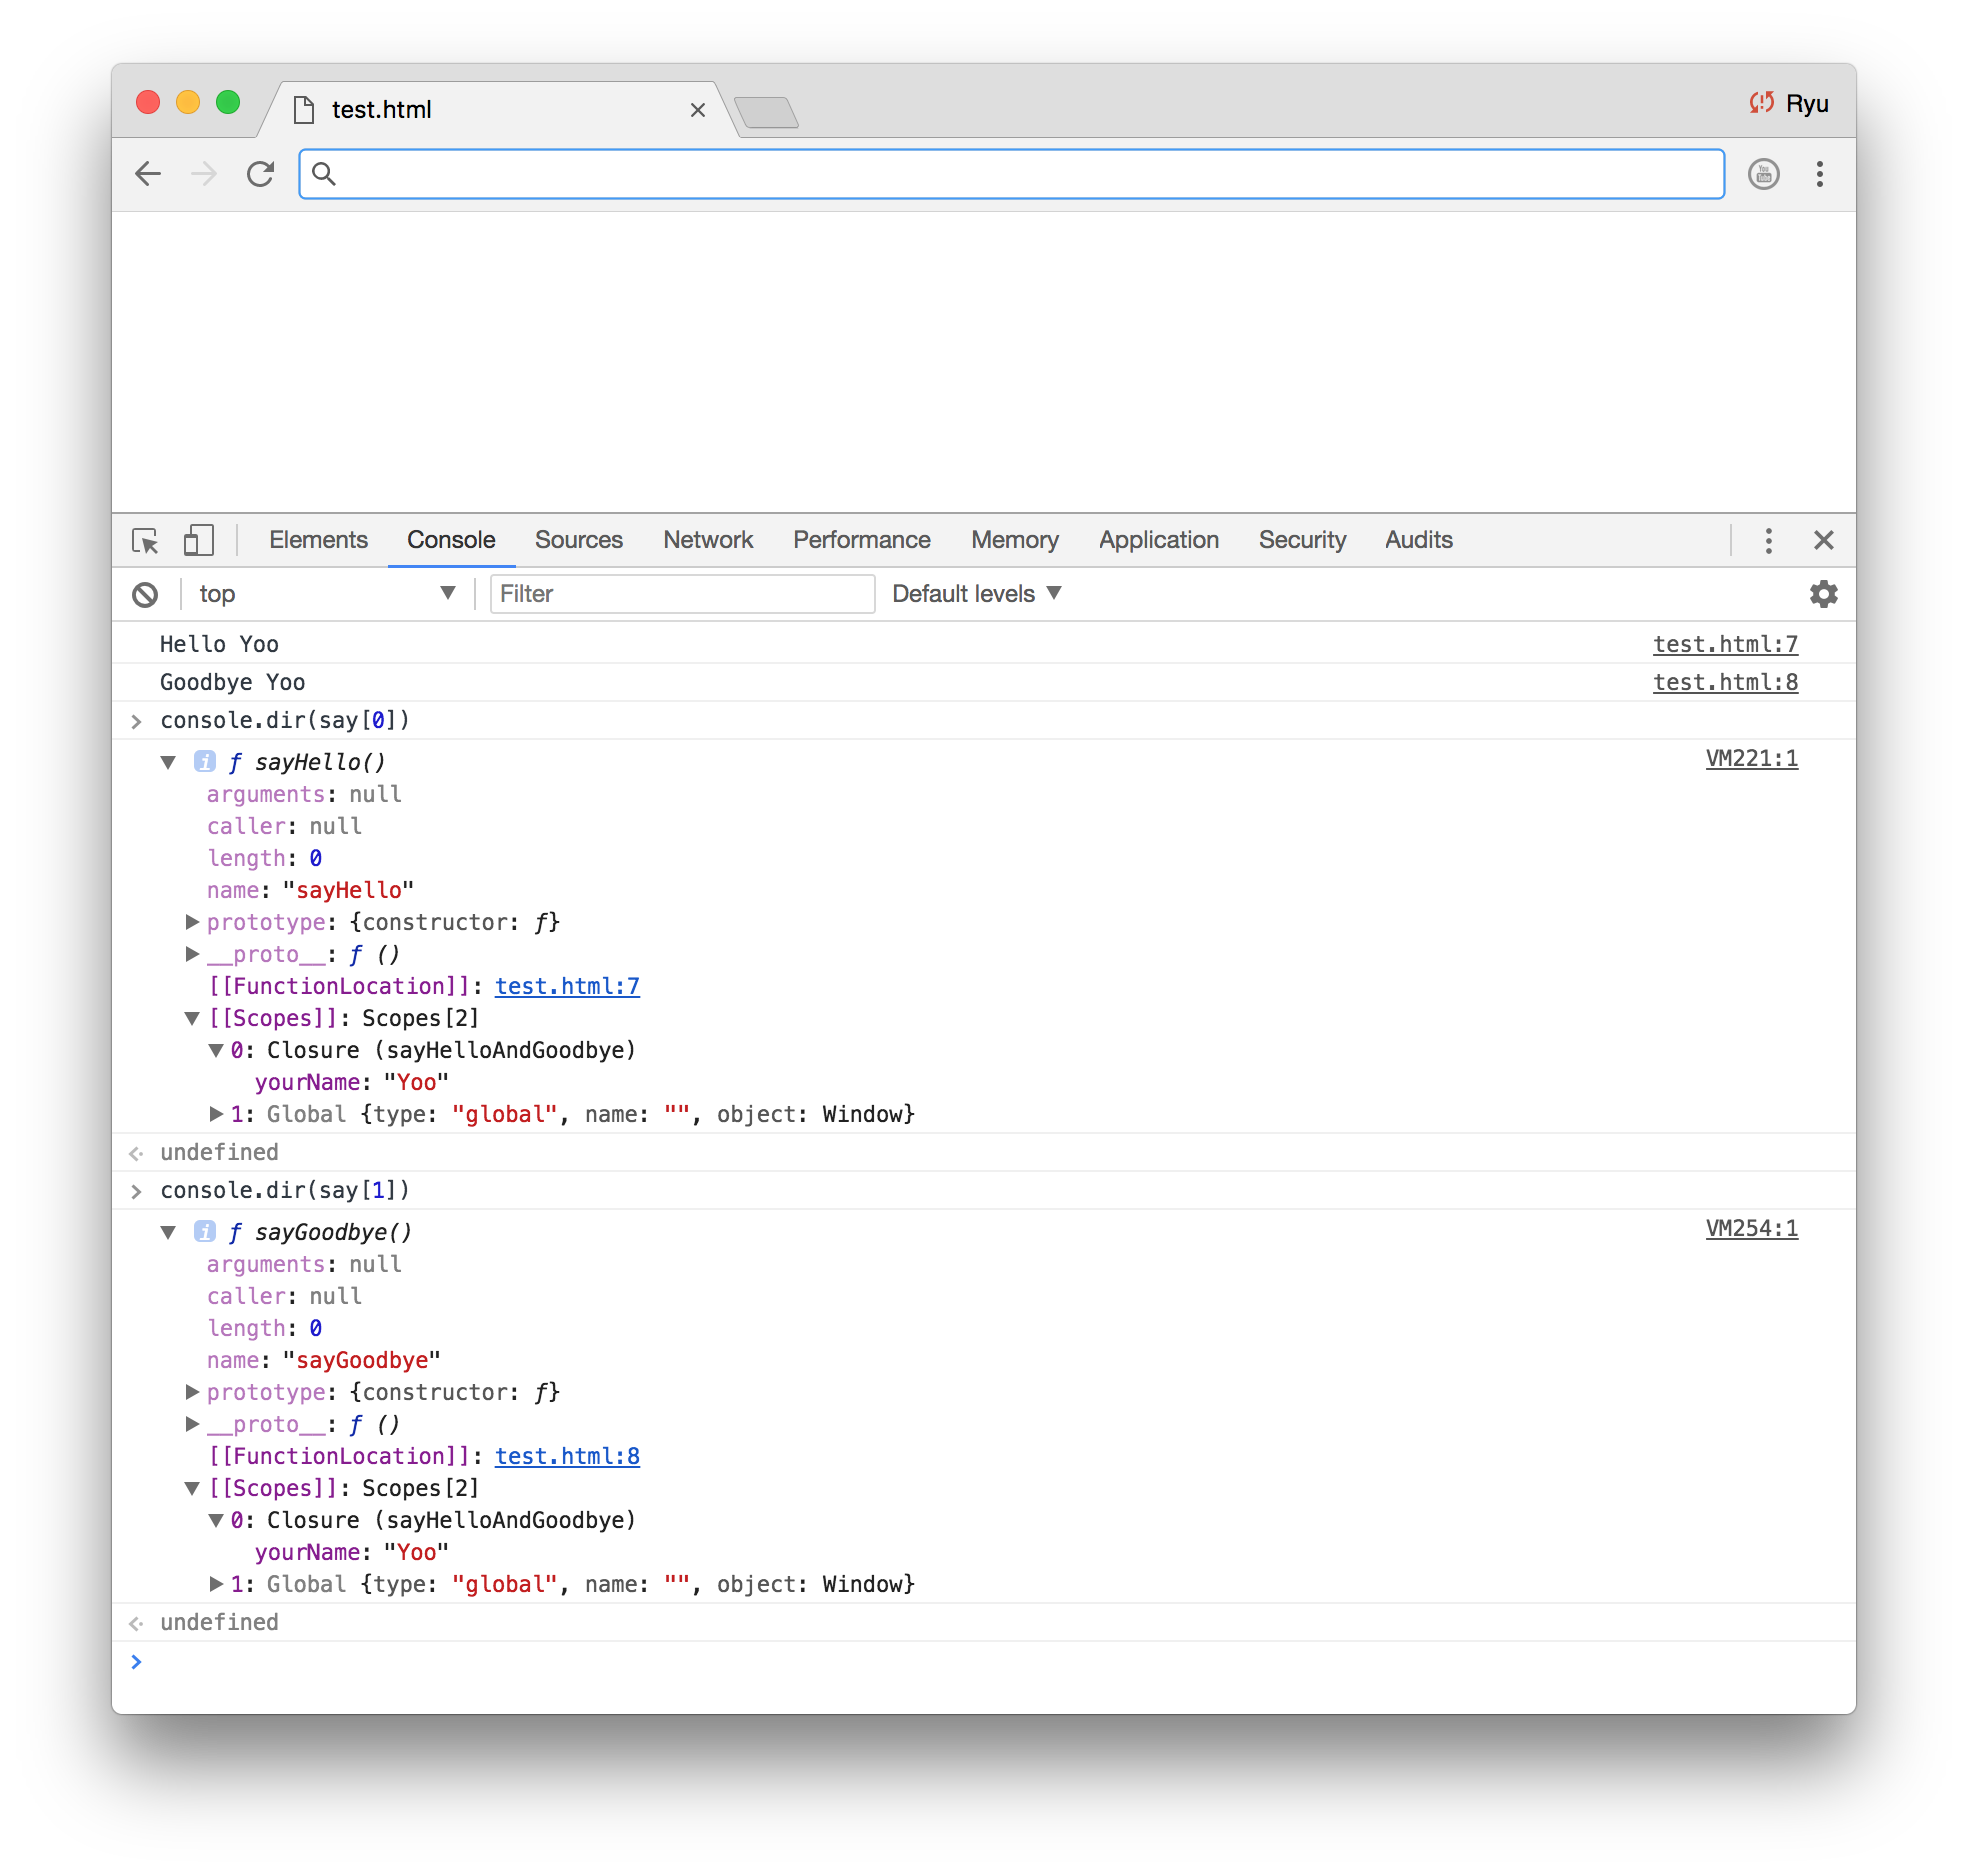 test.html
Ryu
You Tube
Elements Console Sources Network Performance Memory Application Security Audits
top Filter Default levels
Hello Yoo test.html:7
Goodbye Yoo test.html:8
console.dir(say[0])
i ƒ sayHello() VM221:1
arguments: null
caller: null
length: 0
name: "sayHello"
prototype: {constructor: ƒ}
__proto__: ƒ ()
[[FunctionLocation]]: test.html:7
[[Scopes]]: Scopes[2]
0: Closure (sayHelloAndGoodbye)
yourName: "Yoo"
1: Global {type: "global", name: "", object: Window}
undefined
console.dir(say[1])
i ƒ sayGoodbye() VM254:1
arguments: null
caller: null
length: 0
name: "sayGoodbye"
prototype: {constructor: ƒ}
__proto__: ƒ ()
[[FunctionLocation]]: test.html:8
[[Scopes]]: Scopes[2]
0: Closure (sayHelloAndGoodbye)
yourName: "Yoo"
1: Global {type: "global", name: "", object: Window}
undefined